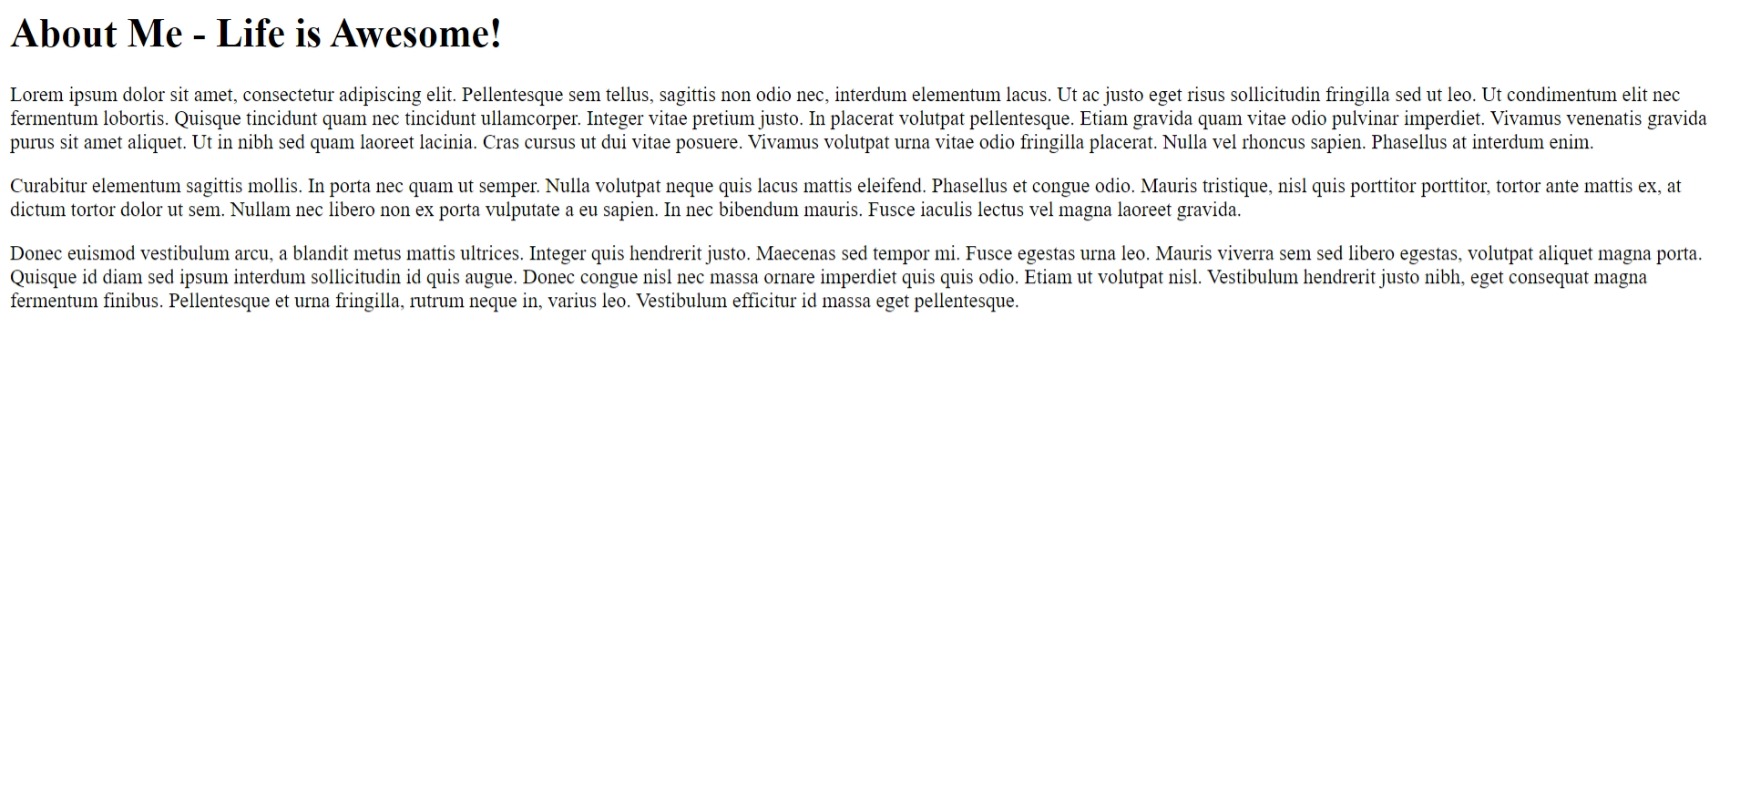 About Me - Life is Awesome!
Lorem ipsum dolor sit amet, consectetur adipiscing elit. Pellentesque sem tellus, sagittis non odio nec, interdum elementum lacus. Ut ac justo eget risus sollicitudin fringilla sed ut leo. Ut condimentum elit nec
fermentum lobortis. Quisque tincidunt quam nec tincidunt ullamcorper. Integer vitae pretium justo. In placerat volutpat pellentesque. Etiam gravida quam vitae odio pulvinar imperdiet. Vivamus venenatis gravida
purus sit amet aliquet. Ut in nibh sed quam laoreet lacinia. Cras cursus ut dui vitae posuere. Vivamus volutpat urna vitae odio fringilla placerat. Nulla vel rhoncus sapien. Phasellus at interdum enim.
Curabitur elementum sagittis mollis. In porta nec quam ut semper. Nulla volutpat neque quis lacus mattis eleifend. Phasellus et congue odio. Mauris tristique, nisl quis porttitor porttitor, tortor ante mattis ex, at
dictum tortor dolor ut sem. Nullam nec libero non ex porta vulputate a eu sapien. In nec bibendum mauris. Fusce iaculis lectus vel magna laoreet gravida.
Donec euismod vestibulum arcu, a blandit metus mattis ultrices. Integer quis hendrerit justo. Maecenas sed tempor mi. Fusce egestas urna leo. Mauris viverra sem sed libero egestas, volutpat aliquet magna porta.
Quisque id diam sed ipsum interdum sollicitudin id quis augue. Donec congue nisl nec massa ornare imperdiet quis quis odio. Etiam ut volutpat nisl. Vestibulum hendrerit justo nibh, eget consequat magna
fermentum finibus. Pellentesque et urna fringilla, rutrum neque in, varius leo. Vestibulum efficitur id massa eget pellentesque.